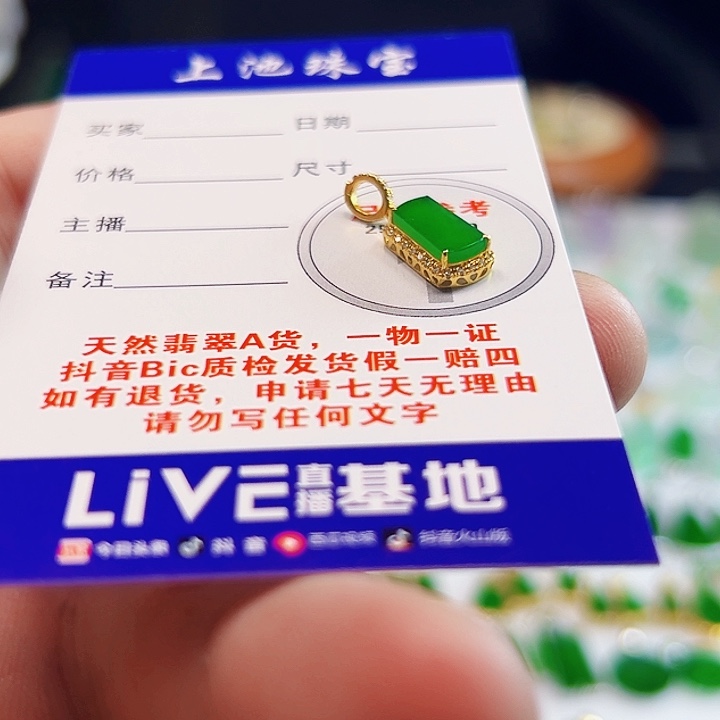 上池珠宝
买家
日期
价格
尺寸
主播
备注
参考
天然翡翠A货，一物一证
抖音Bic质检发货假一赔四
如有退货，申请七天无理由
请勿写任何文字
LiVE直播基地
今日头条 抖音 西瓜视频 抖音火山版